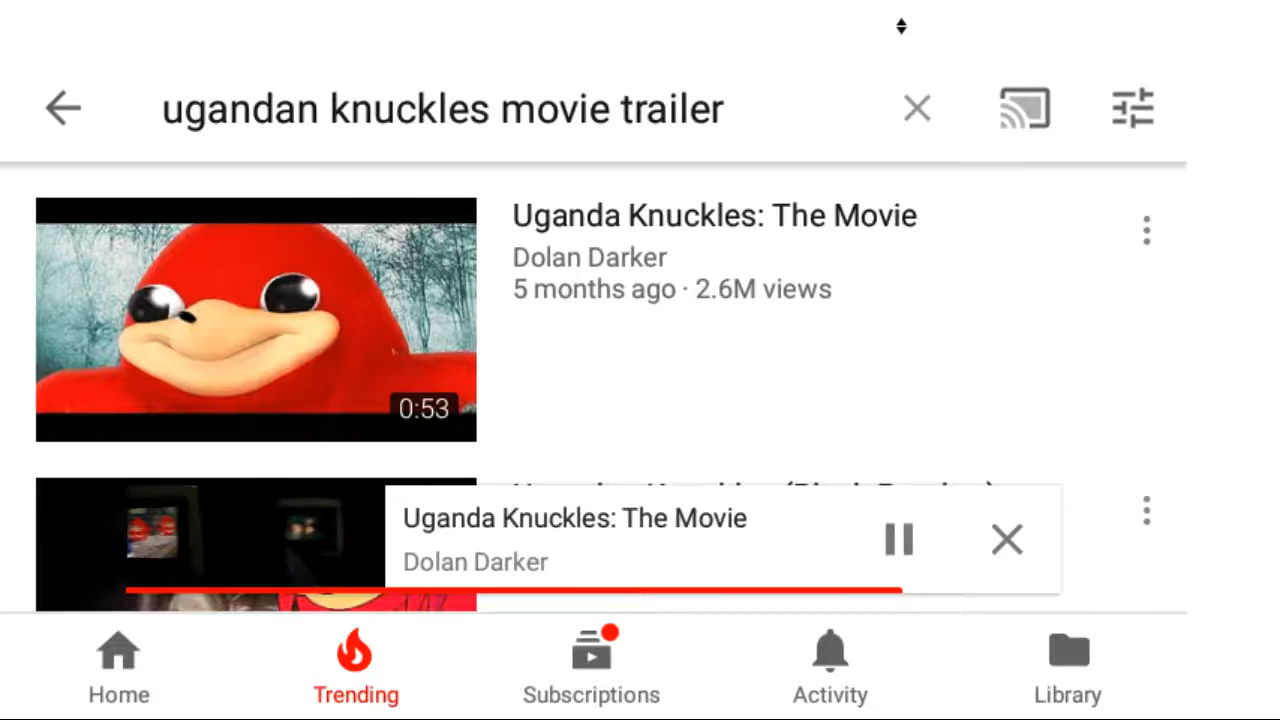 ugandan knuckles movie trailer
Uganda Knuckles: The Movie
Dolan Darker
5 months ago · 2.6M views
0:53
Uganda Knuckles: The Movie
Dolan Darker
Home
Trending
Subscriptions
Activity
Library